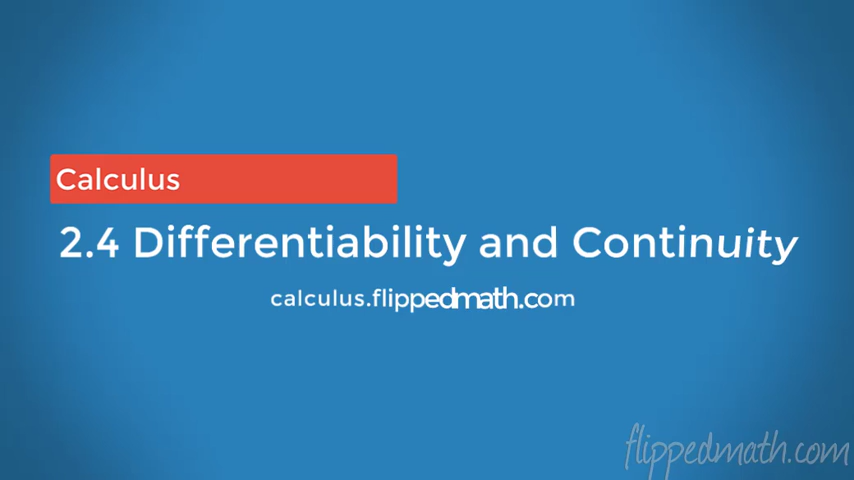 Calculus
2.4 Differentiability and Continuity
calculus.flippedmath.com
flippedmath.com